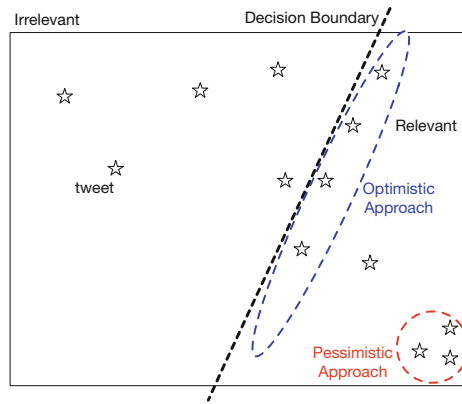 Irrelevant
Decision Boundary
Relevant
tweet
Optimistic
Approach
Pessimistic
Approach